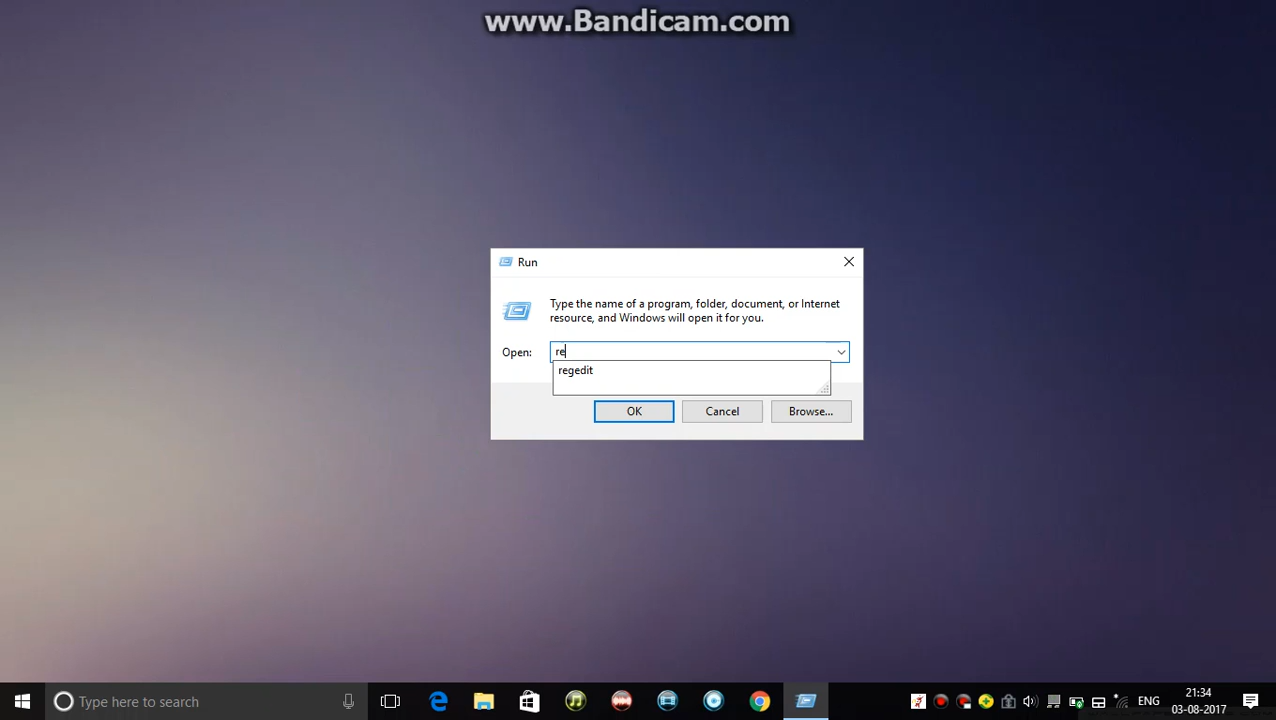 www.Bandicam.com
Run
Type the name of a program, folder, document, or Internet
resource, and Windows will open it for you.
Open:
re
regedit
OK
Cancel
Browse...
Type here to search
ENG
21:34
03-08-2017